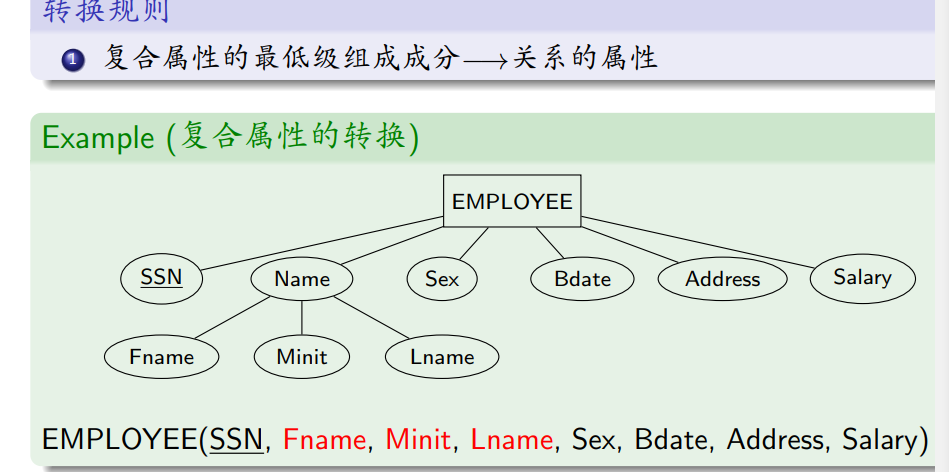 转换规则
1 复合属性的最低级组成成分⟶关系的属性
Example (复合属性的转换)
EMPLOYEE
SSN Name Sex Bdate Address Salary
Fname Minit Lname
EMPLOYEE(SSN, Fname, Minit, Lname, Sex, Bdate, Address, Salary)